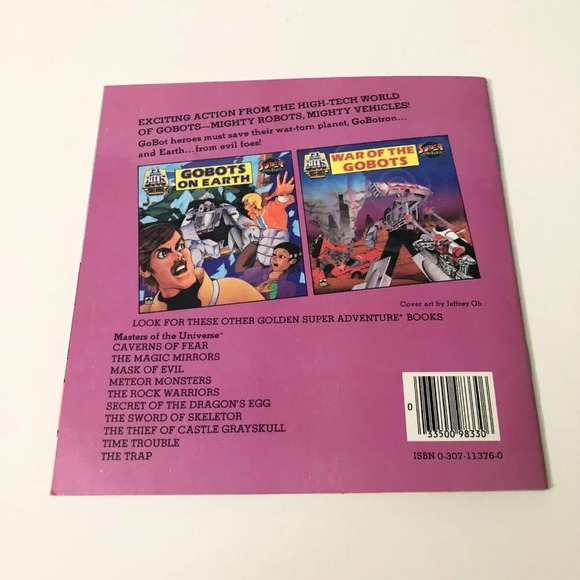 EXCITING ACTION FROM THE HIGH-TECH WORLD
OF GOBOTS—MIGHTY ROBOTS, MIGHTY VEHICLES!
GoBot heroes must save their war-torn planet, GoBotron...
and Earth...from evil foes!
GOBOTS
ON EARTH
SUPER
WAR OF THE
GOBOTS
SUPER
Cover art by Jeffrey Oh
LOOK FOR THESE OTHER GOLDEN SUPER ADVENTURE™ BOOKS
Masters of the Universe™
CAVERNS OF FEAR
THE MAGIC MIRRORS
MASK OF EVIL
METEOR MONSTERS
THE ROCK WARRIORS
SECRET OF THE DRAGON'S EGG
THE SWORD OF SKELETOR
THE THIEF OF CASTLE GRAYSKULL
TIME TROUBLE
THE TRAP
0
33500 98330
ISBN 0-307-11376-0